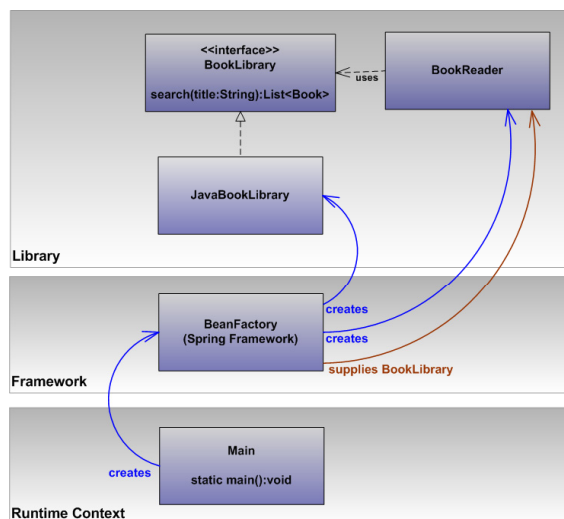 <<interface>>
BookLibrary
search(title:String):List<Book>
uses
BookReader
JavaBookLibrary
Library
BeanFactory
(Spring Framework)
creates
creates
supplies BookLibrary
Framework
Main
static main():void
creates
Runtime Context